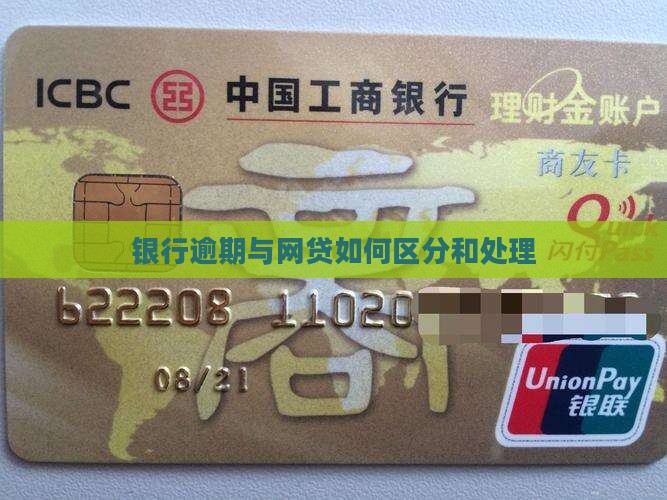 ICBC 中国工商银行 理财金账户
商友卡
Quick
银行逾期与网贷如何区分和处理
闪付Pass
商
622208 11020
08/21
UnionPay
银联